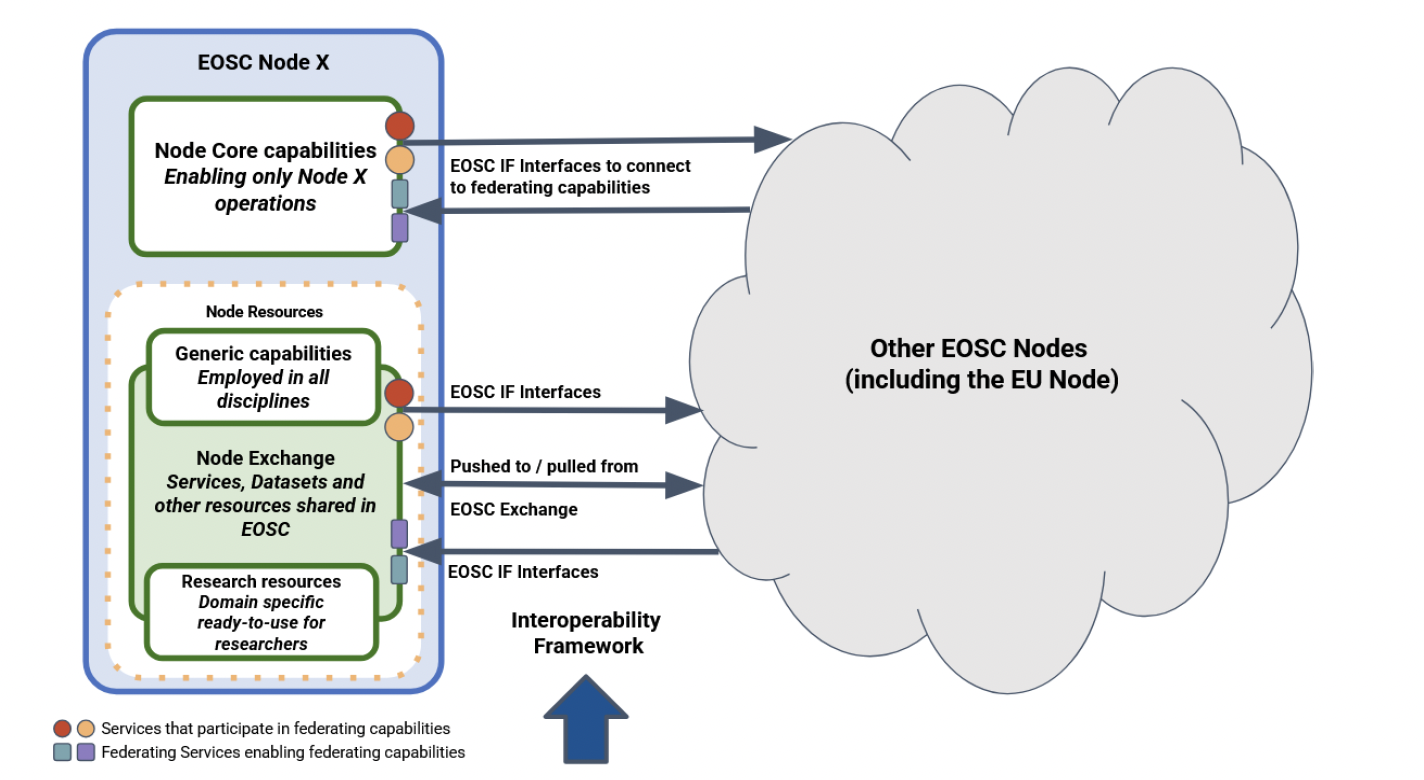 EOSC Node X
Node Core capabilities
Enabling only Node X
operations
EOSC IF Interfaces to connect
to federating capabilities
Node Resources
Generic capabilities
Employed in all
disciplines
Node Exchange
Services, Datasets and
other resources shared in
EOSC
Research resources
Domain specific
ready-to-use for
researchers
EOSC IF Interfaces
Pushed to / pulled from
EOSC Exchange
EOSC IF Interfaces
Interoperability
Framework
Other EOSC Nodes
(including the EU Node)
Services that participate in federating capabilities
Federating Services enabling federating capabilities